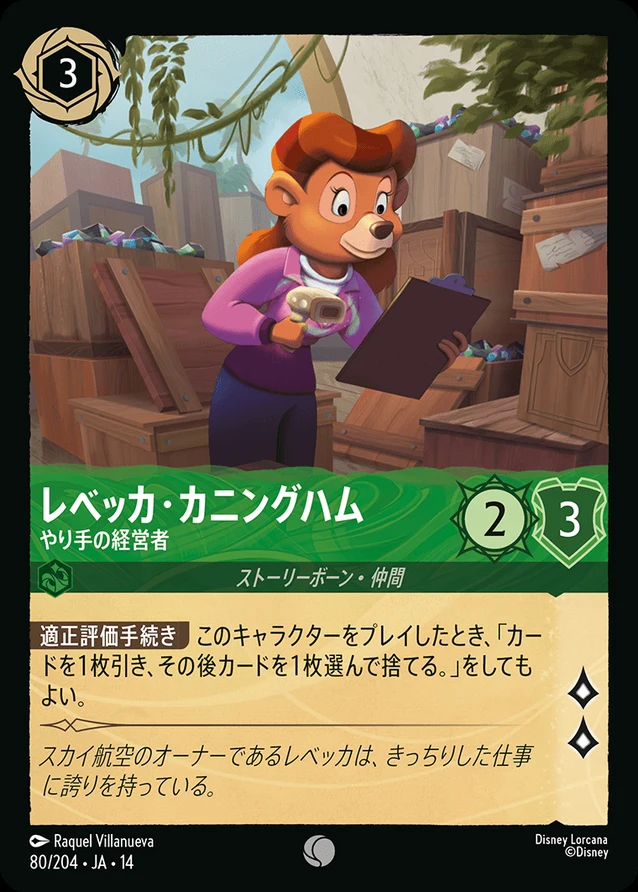 3
レベッカ・カニングハム
やり手の経営者
2
3
ストーリーボーン・仲間
適正評価手続き このキャラクターをプレイしたとき、「カー
ドを1枚引き、その後カードを1枚選んで捨てる。」をしても
よい。
スカイ航空のオーナーであるレベッカは、きっちりした仕事
に誇りを持っている。
Raquel Villanueva
80/204・JA・14
Disney Lorcana
©Disney